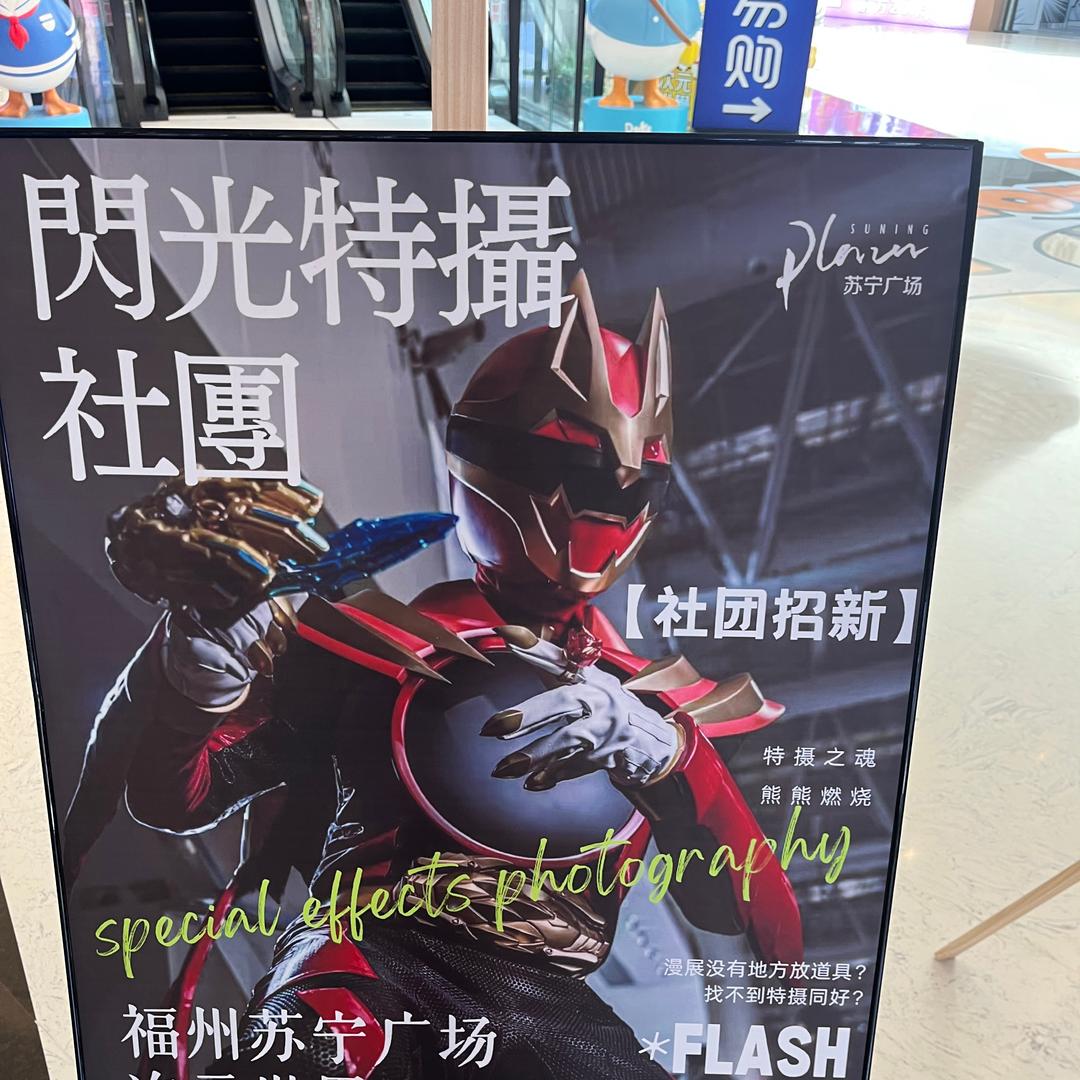 购
→
閃光特攝
社團
SUNING
Plaza
苏宁广场
【社团招新】
特摄之魂
熊熊燃烧
special effects photography
漫展没有地方放道具？
找不到特摄同好？
*FLASH
福州苏宁广场